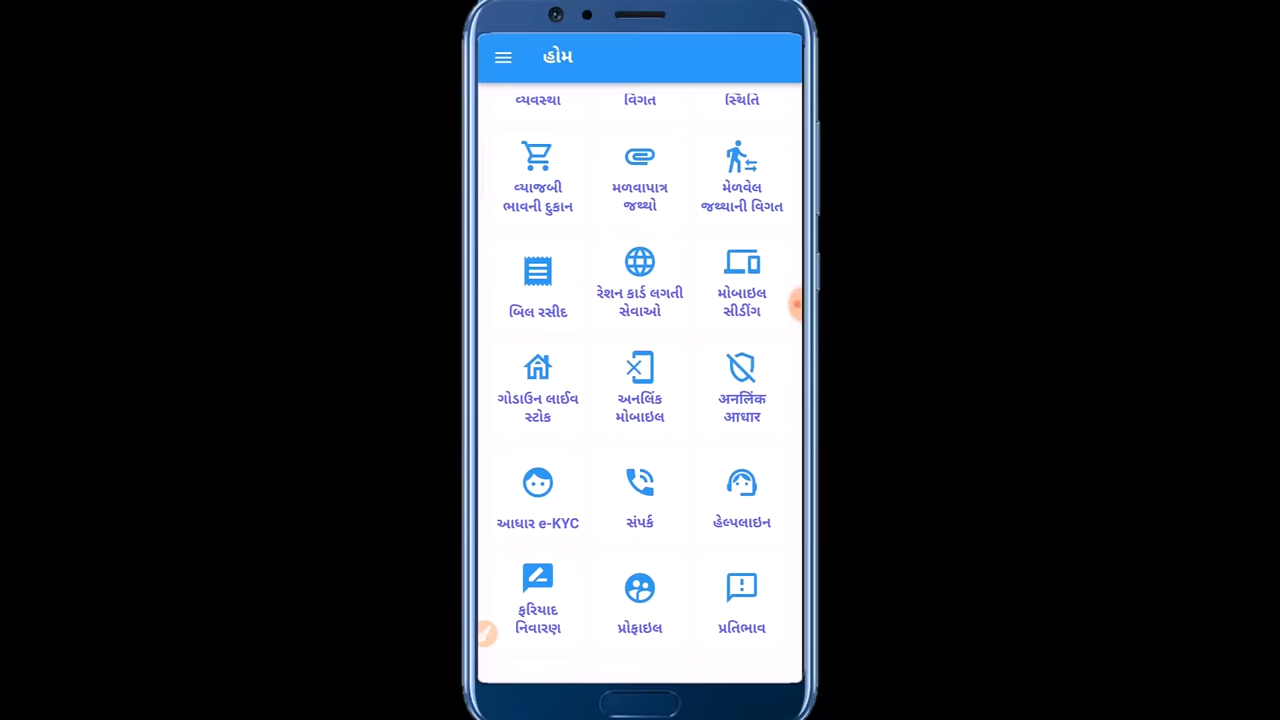 હોમ
વ્યવસ્થા
વિગત
સ્થિતિ
વ્યાજબી
ભાવની દુકાન
મળવાપાત્ર
જથ્થો
મેળવેલ
જથ્થાની વિગત
બિલ રસીદ
રેશન કાર્ડ લગતી
સેવાઓ
મોબાઇલ
સીડીંગ
ગોડાઉન લાઈવ
સ્ટોક
અનલિંક
મોબાઇલ
अनलिंक
આધાર
આધાર e-KYC
સંપર્ક
હેલ્પલાઇન
ફરિયાદ
નિવારણ
પ્રોફાઇલ
પ્રતિભાવ